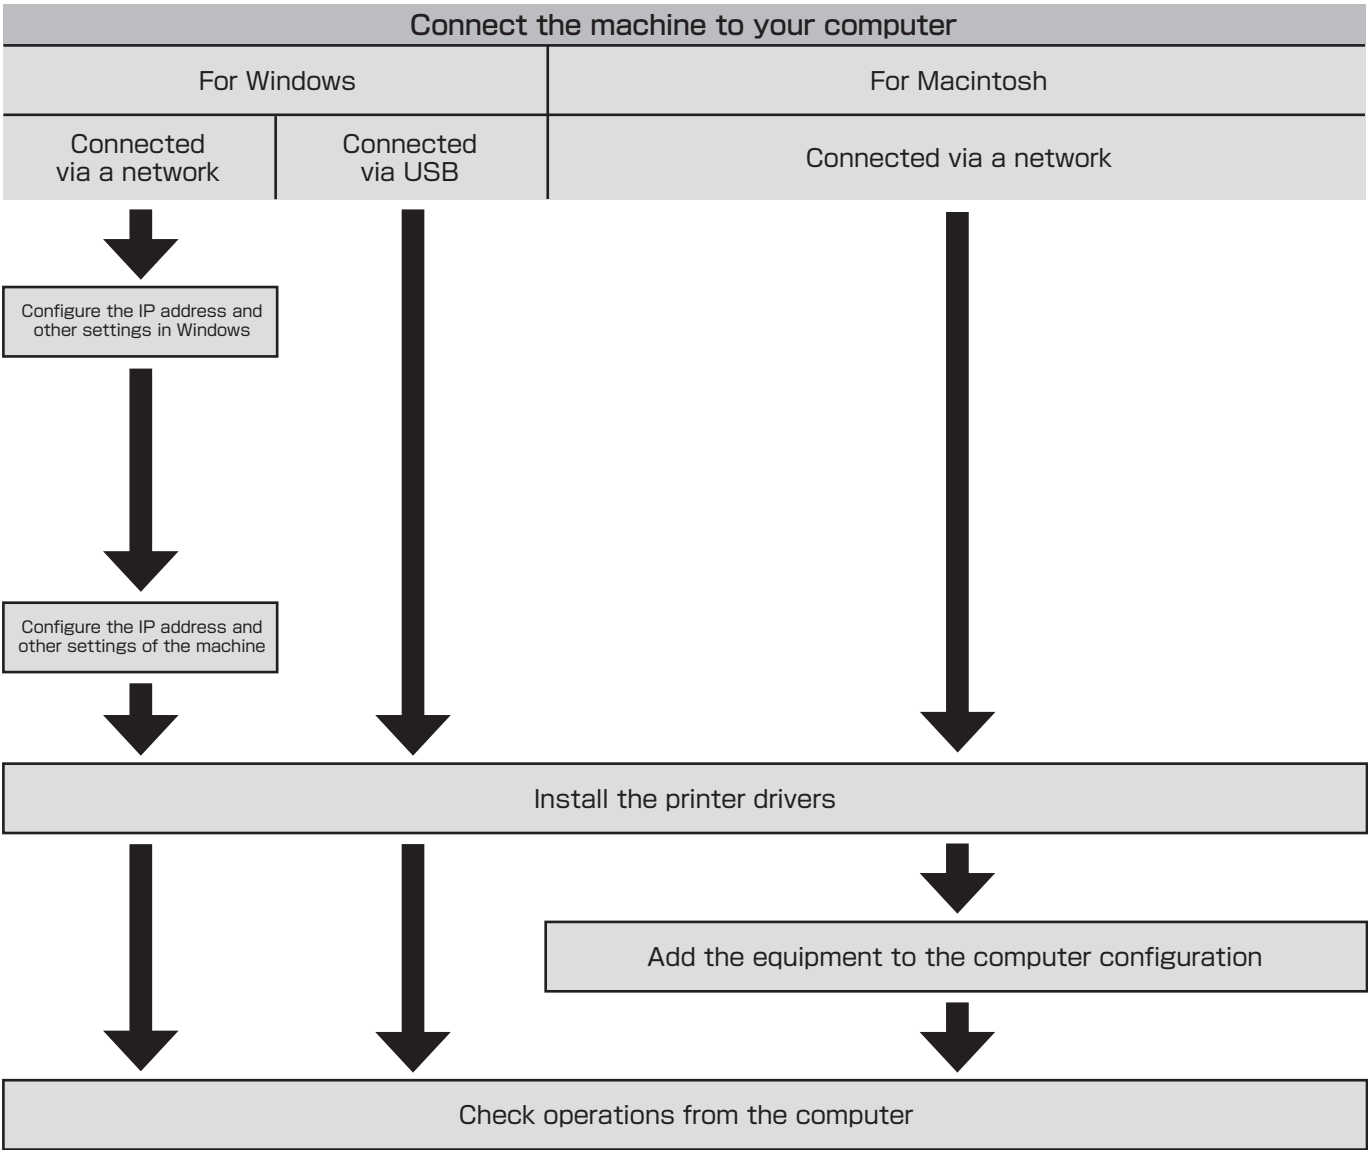 Connect the machine to your computer
For Windows
For Macintosh
Connected
via a network
Connected
via USB
Connected via a network
Configure the IP address and
other settings in Windows
Configure the IP address and
other settings of the machine
Install the printer drivers
Add the equipment to the computer configuration
Check operations from the computer